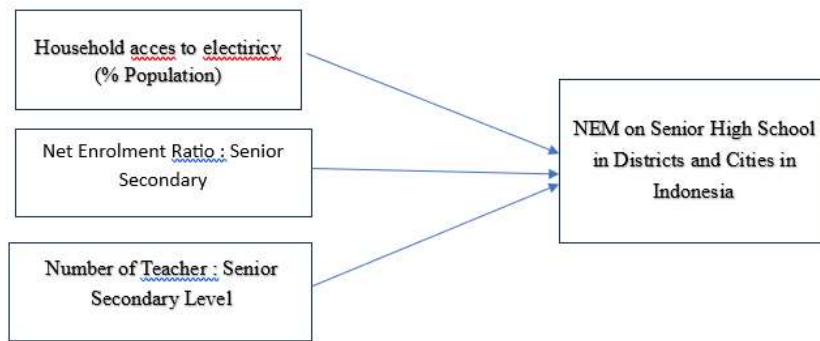 Household acces to electiricy
(% Population)
Net Enrolment Ratio : Senior
Secondary
Number of Teacher : Senior
Secondary Level
NEM on Senior High School
in Districts and Cities in
Indonesia